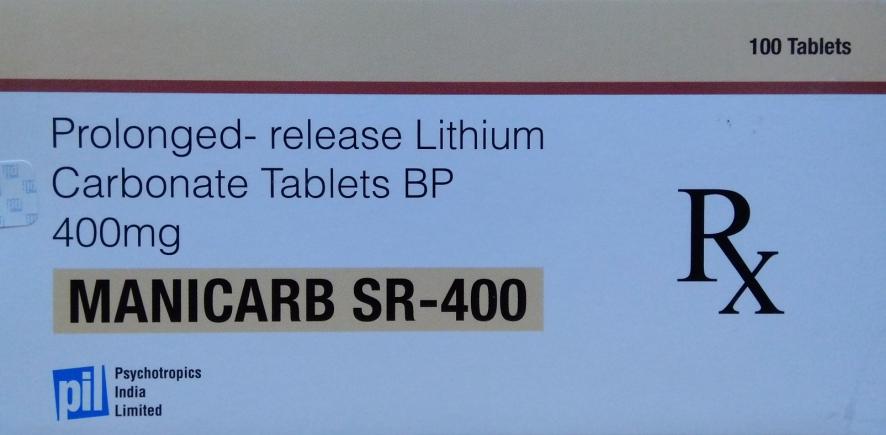 100 Tablets
Prolonged- release Lithium
Carbonate Tablets BP
400mg
Rx
MANICARB SR-400
pil
Psychotropics
India
Limited